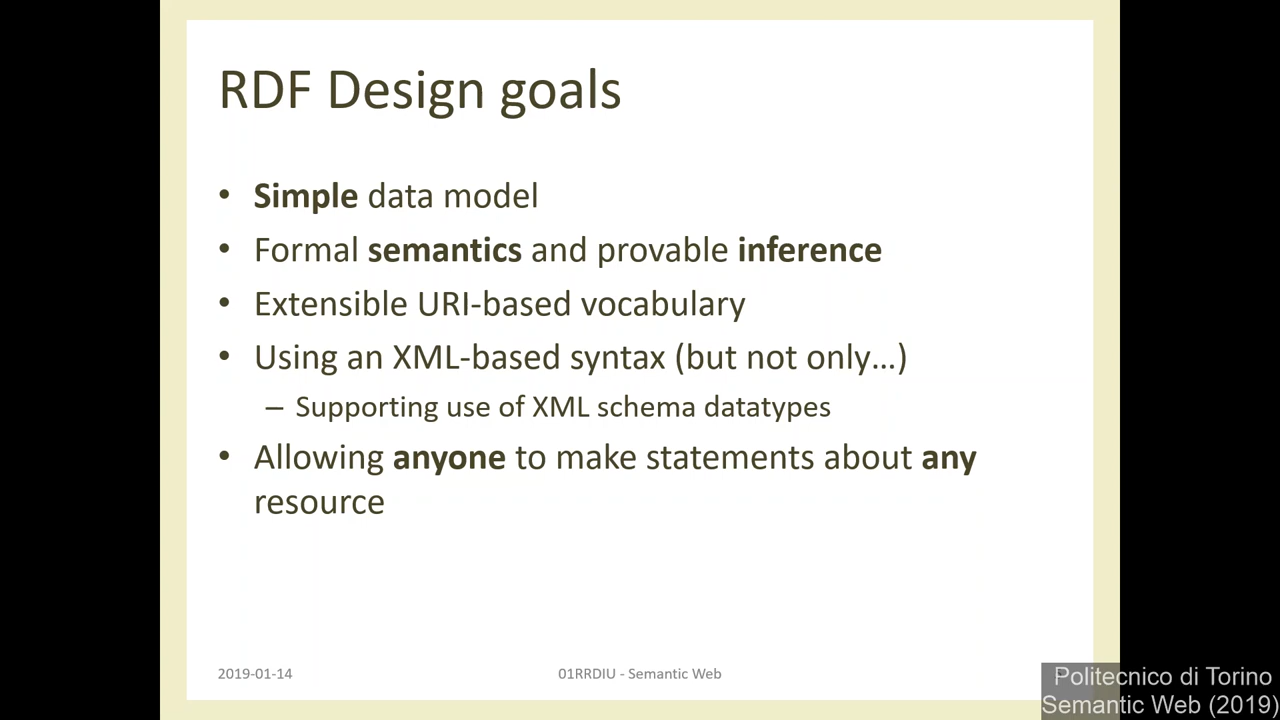 RDF Design goals
• Simple data model
• Formal semantics and provable inference
• Extensible URI-based vocabulary
• Using an XML-based syntax (but not only…)
– Supporting use of XML schema datatypes
• Allowing anyone to make statements about any
resource
2019-01-14
01RRDIU - Semantic Web
Politecnico di Torino
Semantic Web (2019)